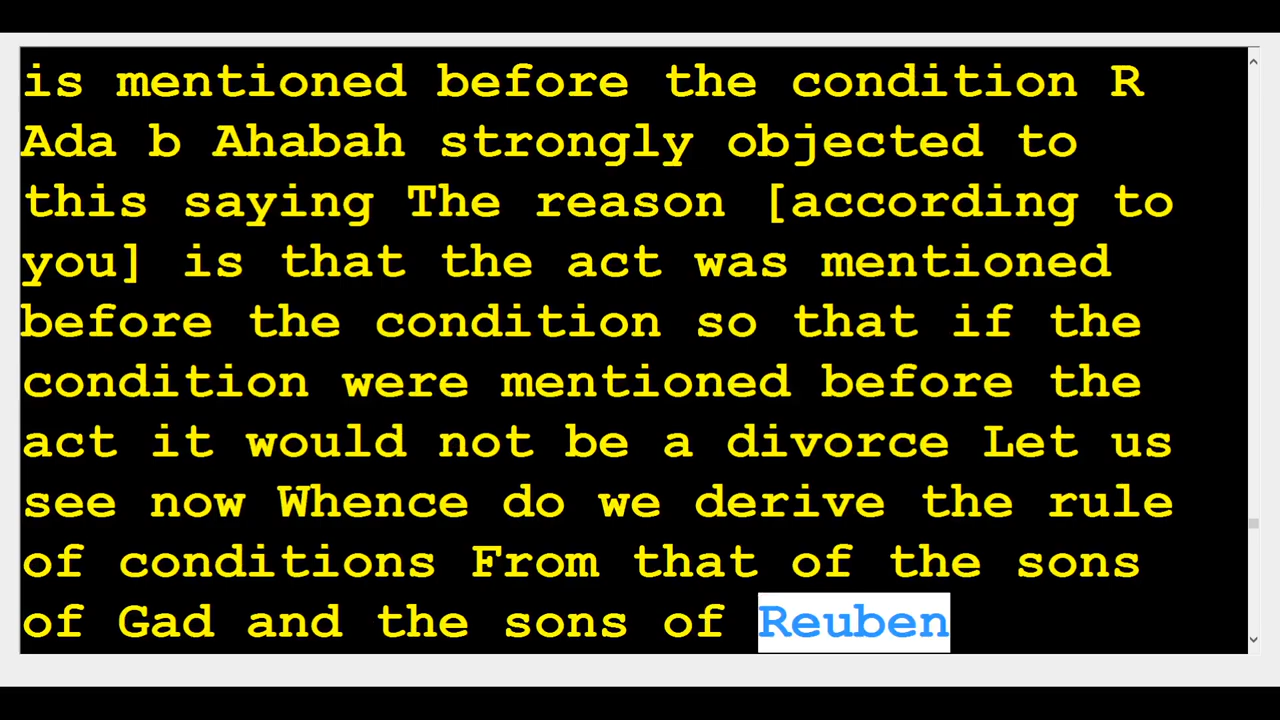 is mentioned before the condition R
Ada b Ahabah strongly objected to
this saying The reason [according to
you] is that the act was mentioned
before the condition so that if the
condition were mentioned before the
act it would not be a divorce Let us
see now Whence do we derive the rule
of conditions From that of the sons
of Gad and the sons of Reuben